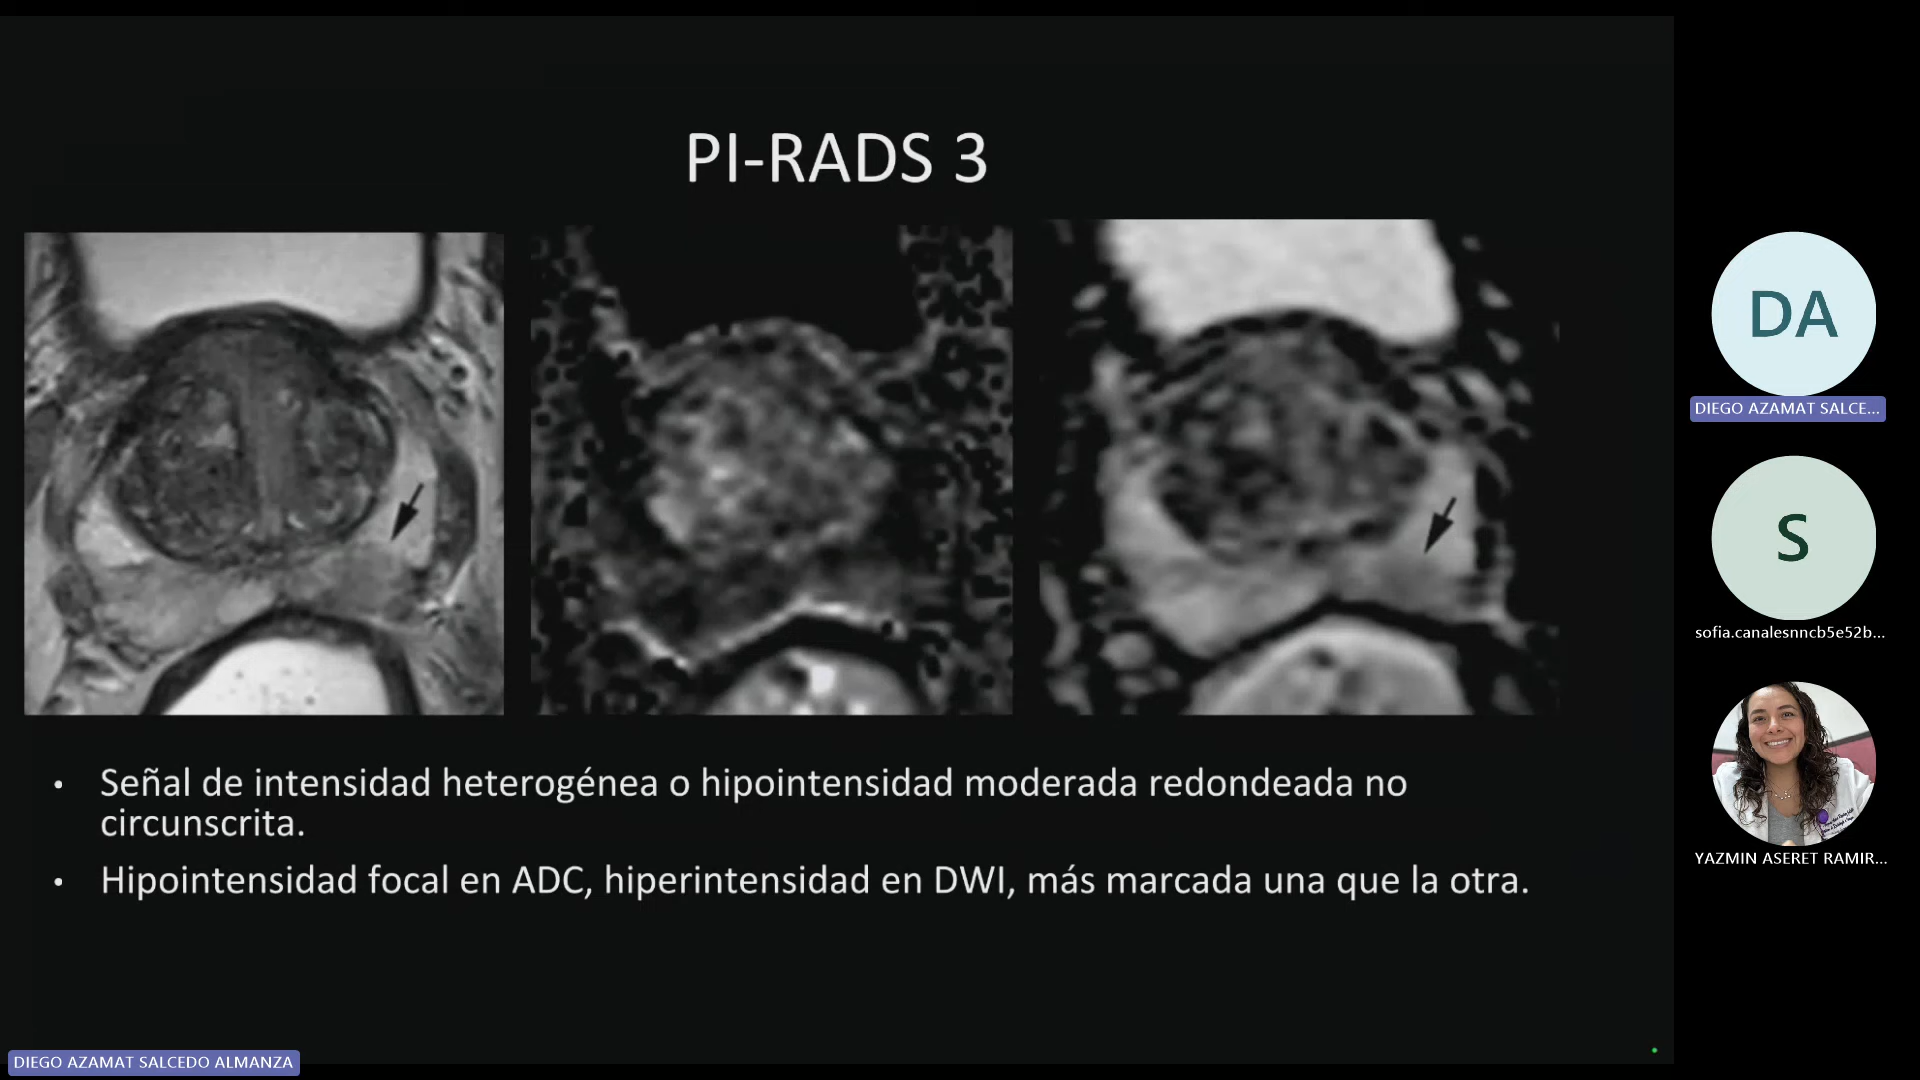 PI-RADS 3
• Señal de intensidad heterogénea o hipointensidad moderada redondeada no
circunscrita.
• Hipointensidad focal en ADC, hiperintensidad en DWI, más marcada una que la otra.
DA
DIEGO AZAMAT SALCE...
S
sofia.canalesnncb5e52b...
YAZMIN ASERET RAMIR...
DIEGO AZAMAT SALCEDO ALMANZA